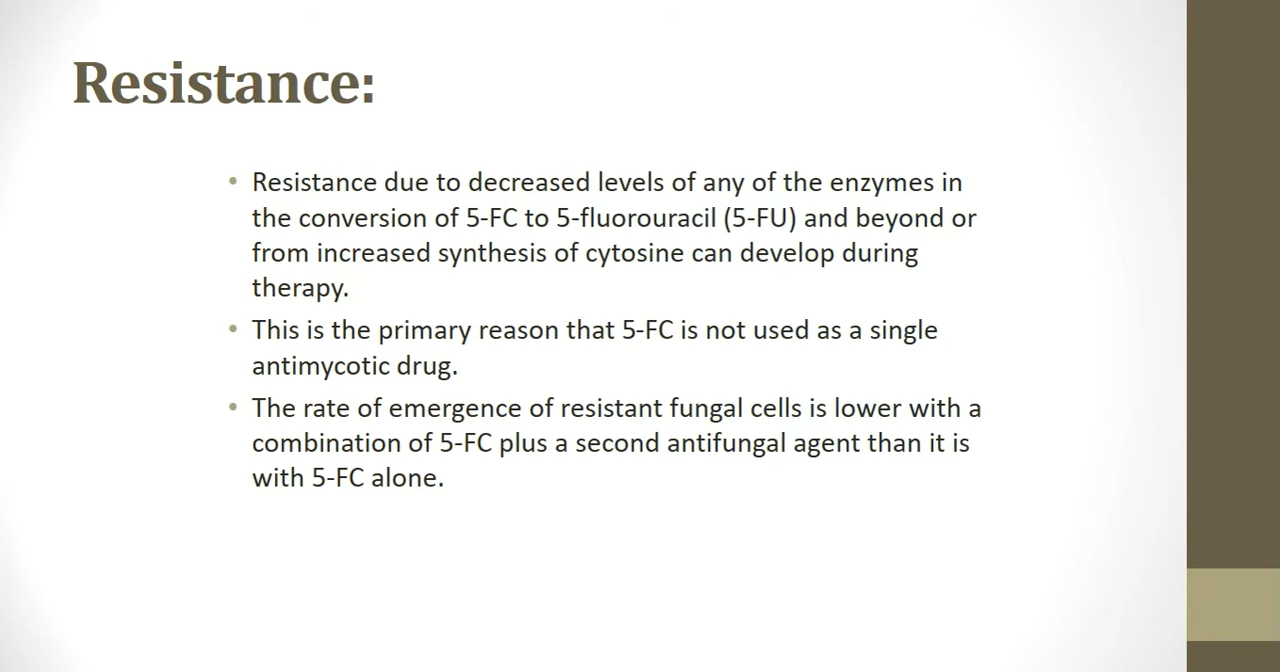 Resistance:
• Resistance due to decreased levels of any of the enzymes in
the conversion of 5-FC to 5-fluorouracil (5-FU) and beyond or
from increased synthesis of cytosine can develop during
therapy.
• This is the primary reason that 5-FC is not used as a single
antimycotic drug.
• The rate of emergence of resistant fungal cells is lower with a
combination of 5-FC plus a second antifungal agent than it is
with 5-FC alone.